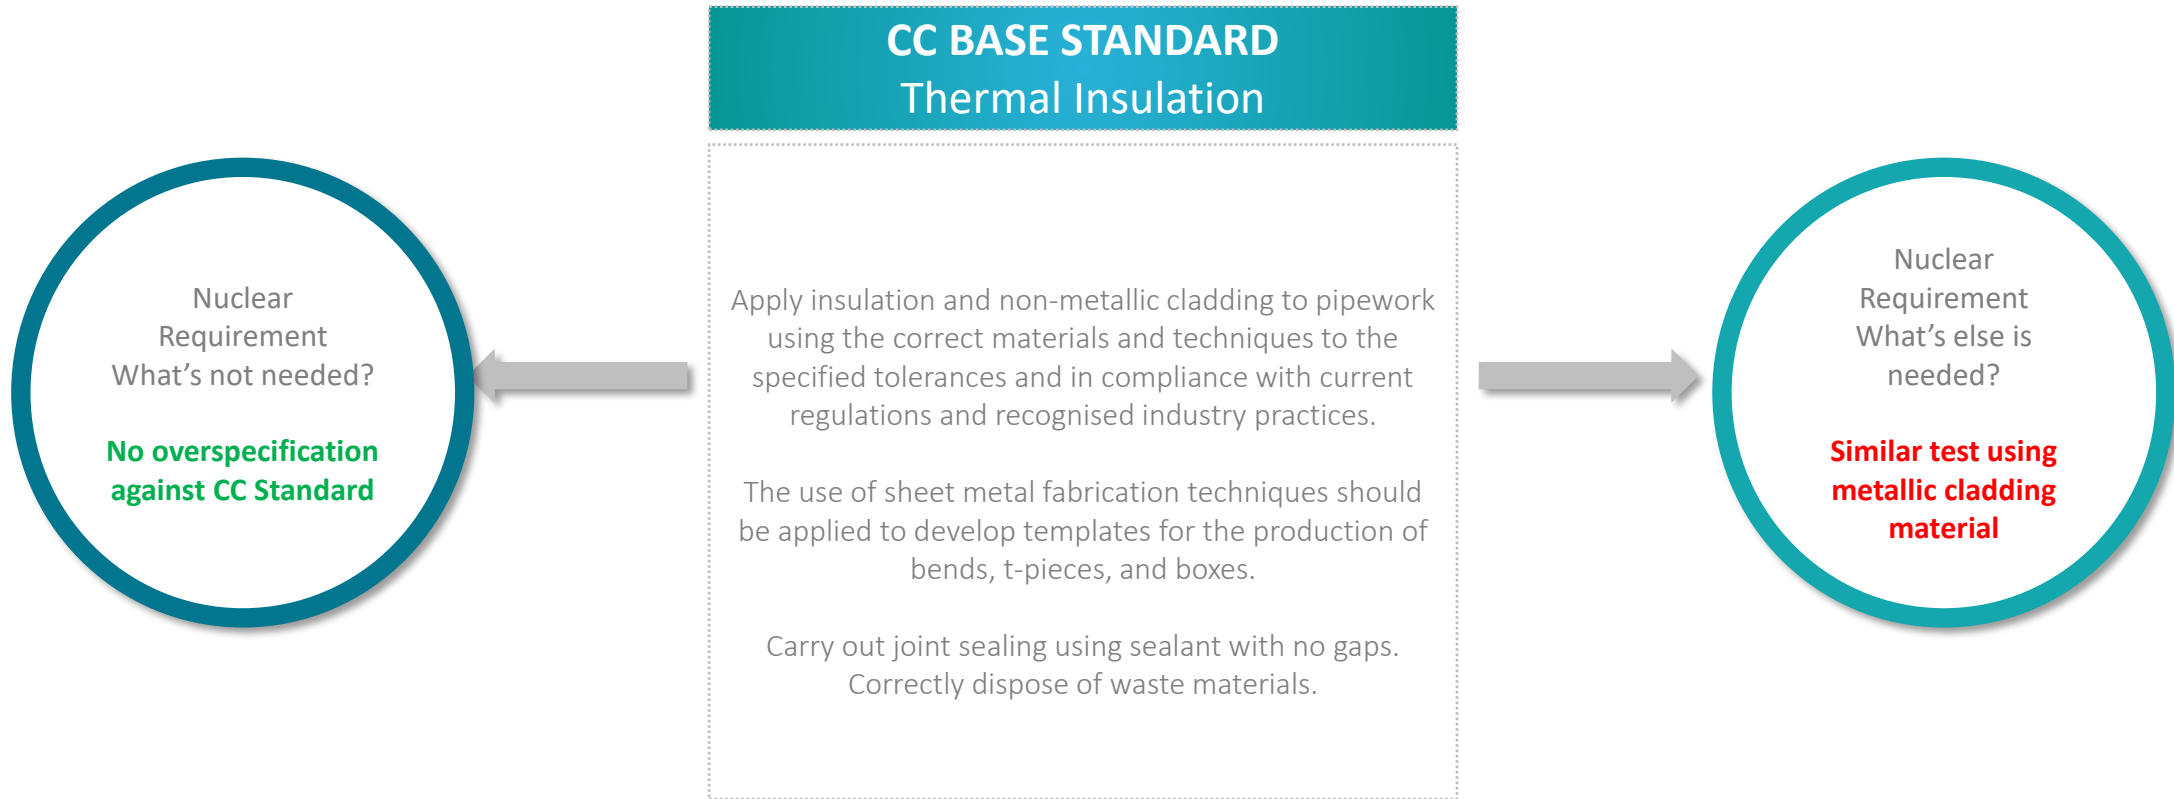 CC BASE STANDARD
Thermal Insulation
Nuclear
Requirement
What’s not needed?
No overspecification
against CC Standard
Apply insulation and non-metallic cladding to pipework
using the correct materials and techniques to the
specified tolerances and in compliance with current
regulations and recognised industry practices.
The use of sheet metal fabrication techniques should
be applied to develop templates for the production of
bends, t-pieces, and boxes.
Carry out joint sealing using sealant with no gaps.
Correctly dispose of waste materials.
Nuclear
Requirement
What’s else is
needed?
Similar test using
metallic cladding
material